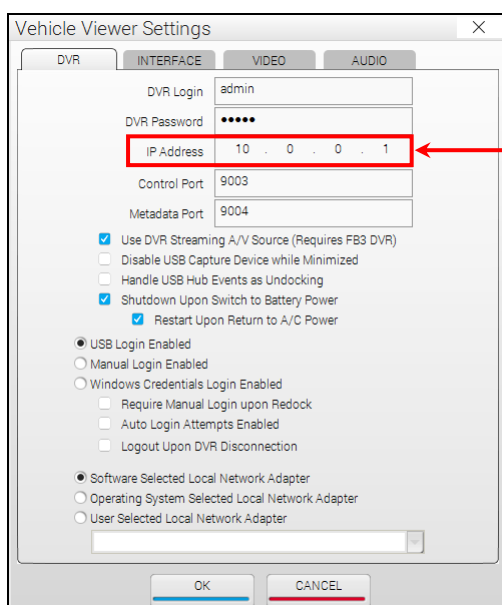 Vehicle Viewer Settings
DVR INTERFACE VIDEO AUDIO
DVR Login admin
DVR Password •••••
IP Address 10 . 0 . 0 . 1
Control Port 9003
Metadata Port 9004
Use DVR Streaming A/V Source (Requires FB3 DVR)
Disable USB Capture Device while Minimized
Handle USB Hub Events as Undocking
Shutdown Upon Switch to Battery Power
Restart Upon Return to A/C Power
USB Login Enabled
Manual Login Enabled
Windows Credentials Login Enabled
Require Manual Login upon Redock
Auto Login Attempts Enabled
Logout Upon DVR Disconnection
Software Selected Local Network Adapter
Operating System Selected Local Network Adapter
User Selected Local Network Adapter
OK CANCEL